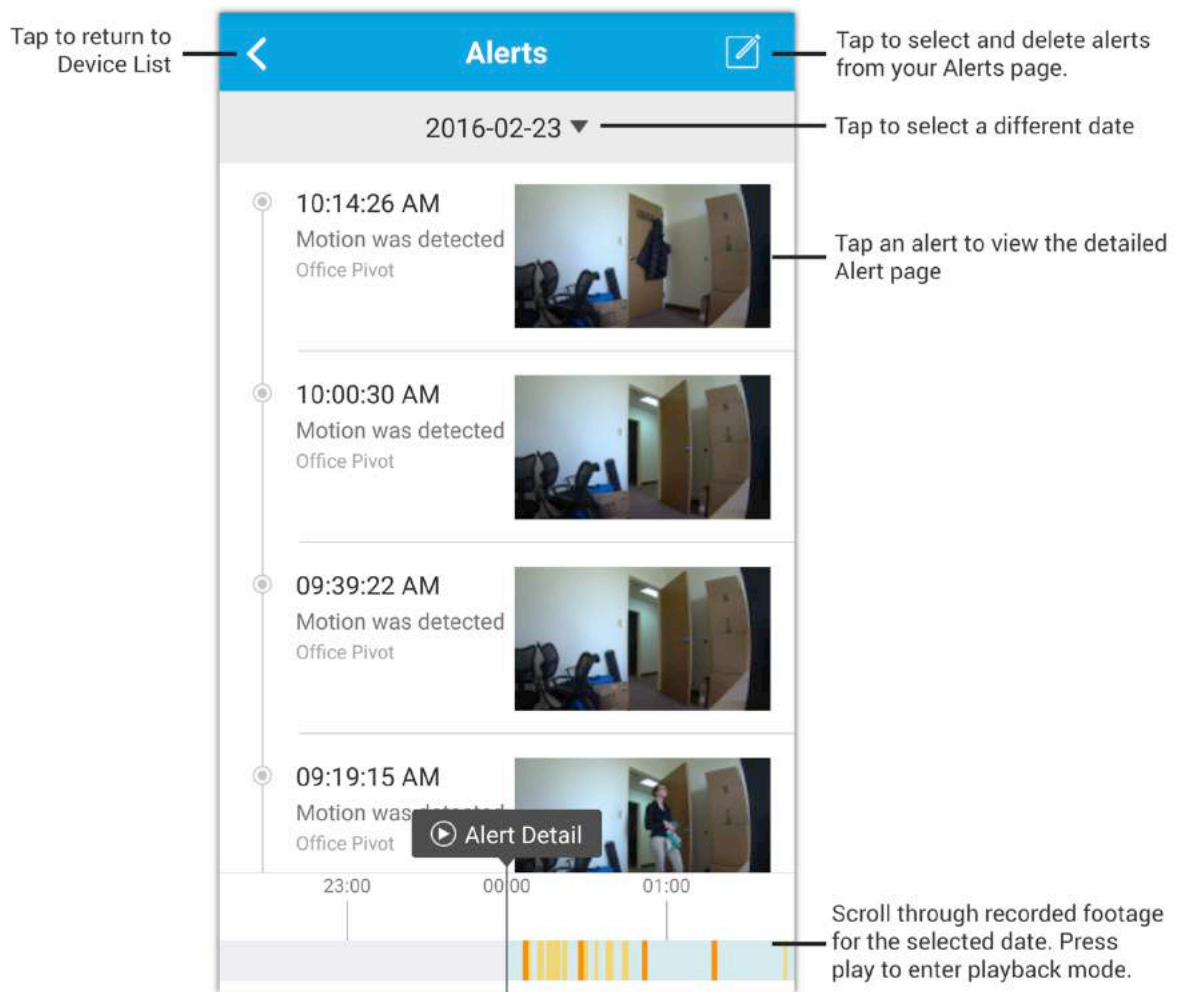 Tap to return to
Device List
Alerts
Tap to select and delete alerts
from your Alerts page.
2016-02-23
Tap to select a different date
10:14:26 AM
Motion was detected
Office Pivot
Tap an alert to view the detailed
Alert page
10:00:30 AM
Motion was detected
Office Pivot
09:39:22 AM
Motion was detected
Office Pivot
09:19:15 AM
Motion was detected
Office Pivot
Alert Detail
23:00
00:00
01:00
Scroll through recorded footage
for the selected date. Press
play to enter playback mode.